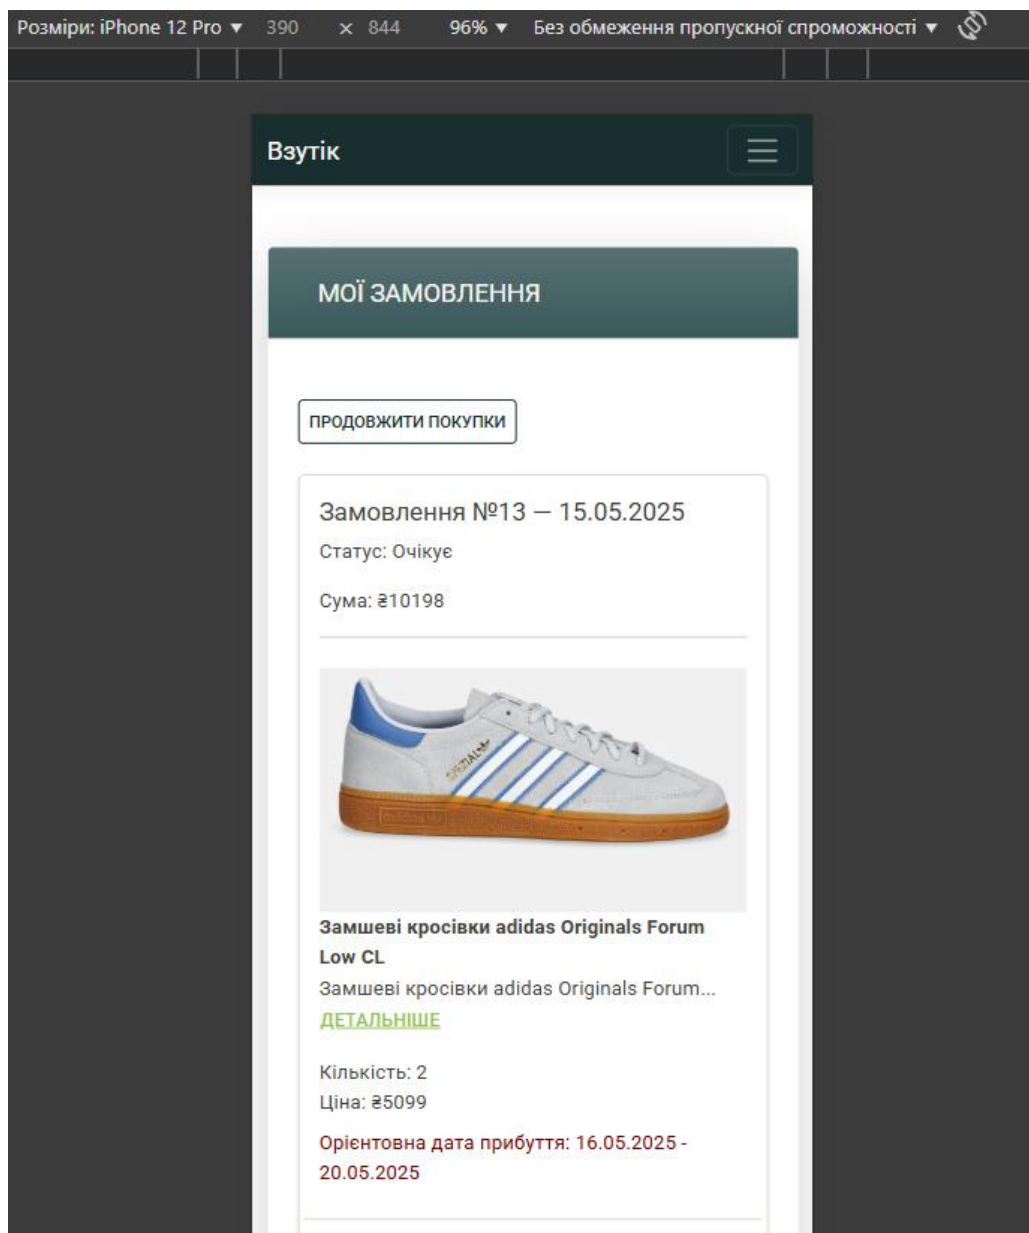 Розміри: iPhone 12 Pro ▼ 390 × 844 96% ▼ Без обмеження пропускної спроможності ▼
Взутік
МОЇ ЗАМОВЛЕННЯ
ПРОДОВЖИТИ ПОКУПКИ
Замовлення №13 — 15.05.2025
Статус: Очікує
Сума: ₴10198
SPEZIAL
Замшеві кросівки adidas Originals Forum
Low CL
Замшеві кросівки adidas Originals Forum...
ДЕТАЛЬНІШЕ
Кількість: 2
Ціна: ₴5099
Орієнтовна дата прибуття: 16.05.2025 -
20.05.2025